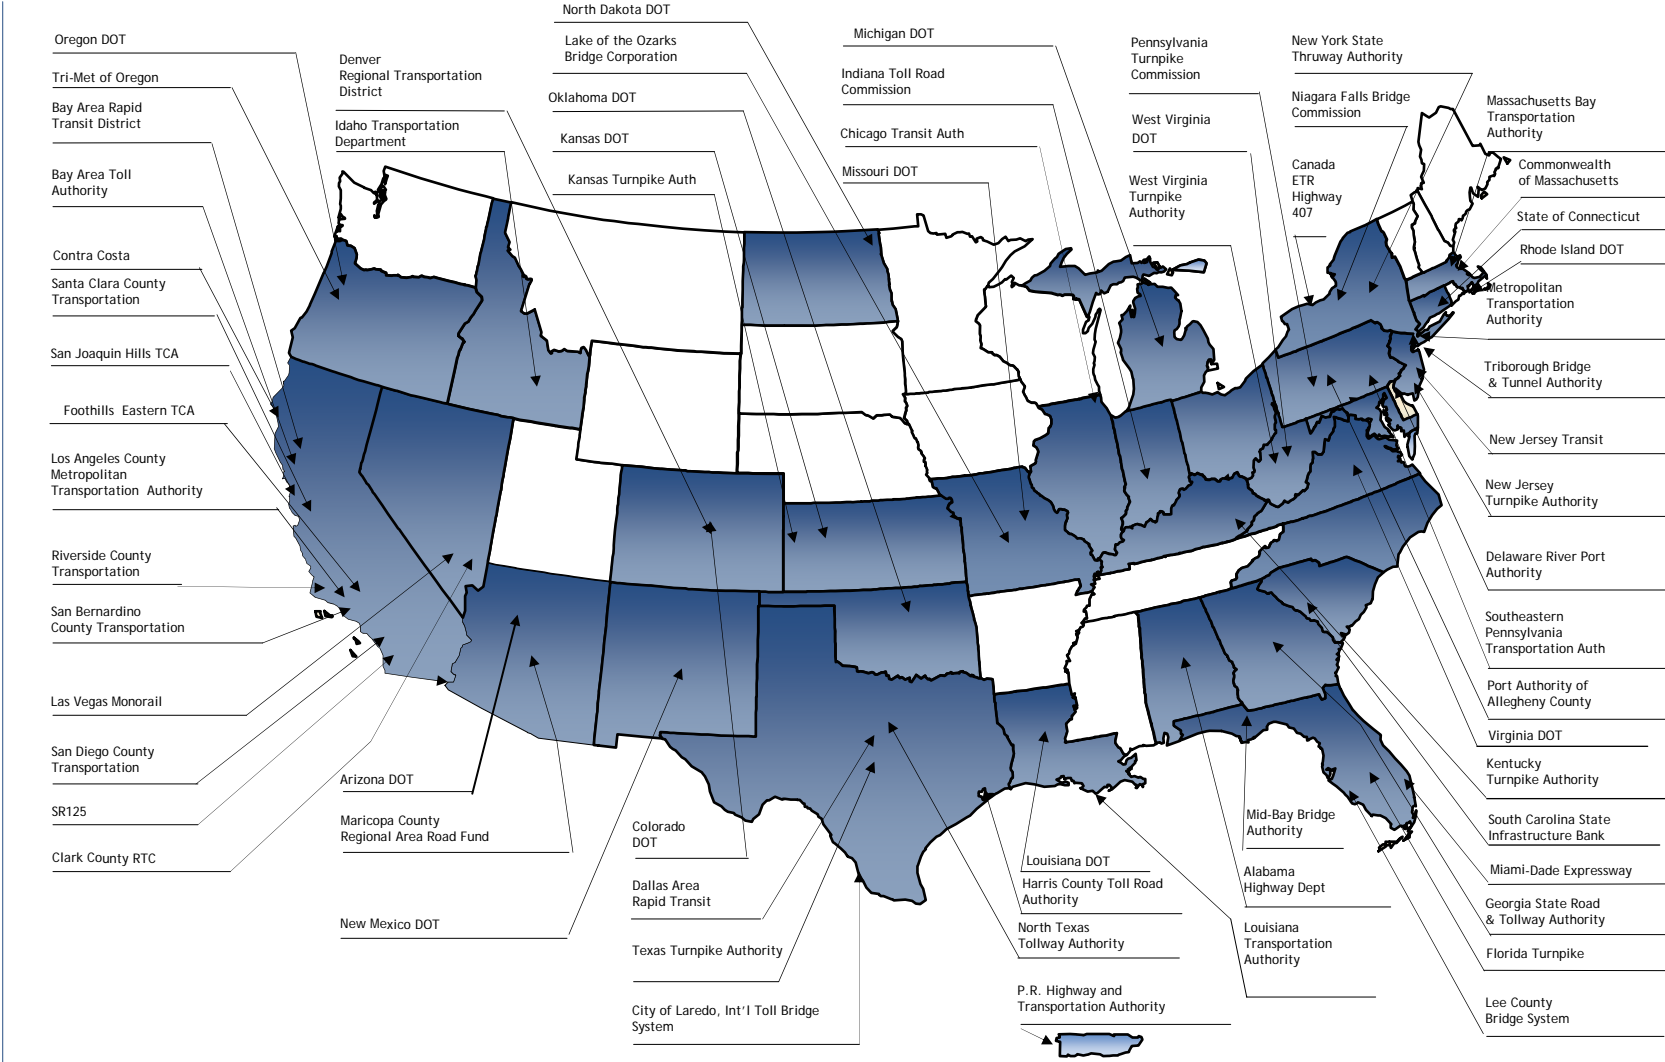 Oregon DOT
Tri-Met of Oregon
Bay Area Rapid
Transit District
Bay Area Toll
Authority
Contra Costa
Santa Clara County
Transportation
San Joaquin Hills TCA
Foothills Eastern TCA
Los Angeles County
Metropolitan
Transportation Authority
Riverside County
Transportation
San Bernardino
County Transportation
Las Vegas Monorail
San Diego County
Transportation
SR125
Clark County RTC
Denver
Regional Transportation
District
Idaho Transportation
Department
North Dakota DOT
Lake of the Ozarks
Bridge Corporation
Oklahoma DOT
Kansas DOT
Kansas Turnpike Auth
Michigan DOT
Indiana Toll Road
Commission
Chicago Transit Auth
Missouri DOT
Pennsylvania
Turnpike
Commission
West Virginia
DOT
West Virginia
Turnpike
Authority
New York State
Thruway Authority
Niagara Falls Bridge
Commission
Canada
ETR
Highway
407
Massachusetts Bay
Transportation
Authority
Commonwealth
of Massachusetts
State of Connecticut
Rhode Island DOT
Metropolitan
Transportation
Authority
Triborough Bridge
& Tunnel Authority
New Jersey Transit
New Jersey
Turnpike Authority
Delaware River Port
Authority
Southeastern
Pennsylvania
Transportation Auth
Port Authority of
Allegheny County
Virginia DOT
Kentucky
Turnpike Authority
South Carolina State
Infrastructure Bank
Miami-Dade Expressway
Georgia State Road
& Tollway Authority
Florida Turnpike
Lee County
Bridge System
Arizona DOT
Maricopa County
Regional Area Road Fund
New Mexico DOT
Colorado
DOT
Dallas Area
Rapid Transit
Texas Turnpike Authority
City of Laredo, Int'l Toll Bridge
System
Louisiana DOT
Harris County Toll Road
Authority
North Texas
Tollway Authority
P.R. Highway and
Transportation Authority
Mid-Bay Bridge
Authority
Alabama
Highway Dept
Louisiana
Transportation
Authority